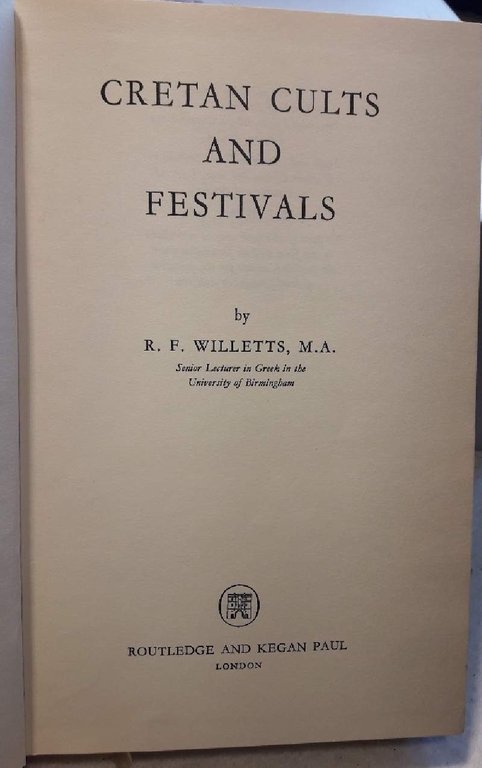 CRETAN CULTS
AND
FESTIVALS
by
R. F. WILLETTS, M.A.
Senior Lecturer in Greek in the
University of Birmingham
ROUTLEDGE AND KEGAN PAUL
LONDON